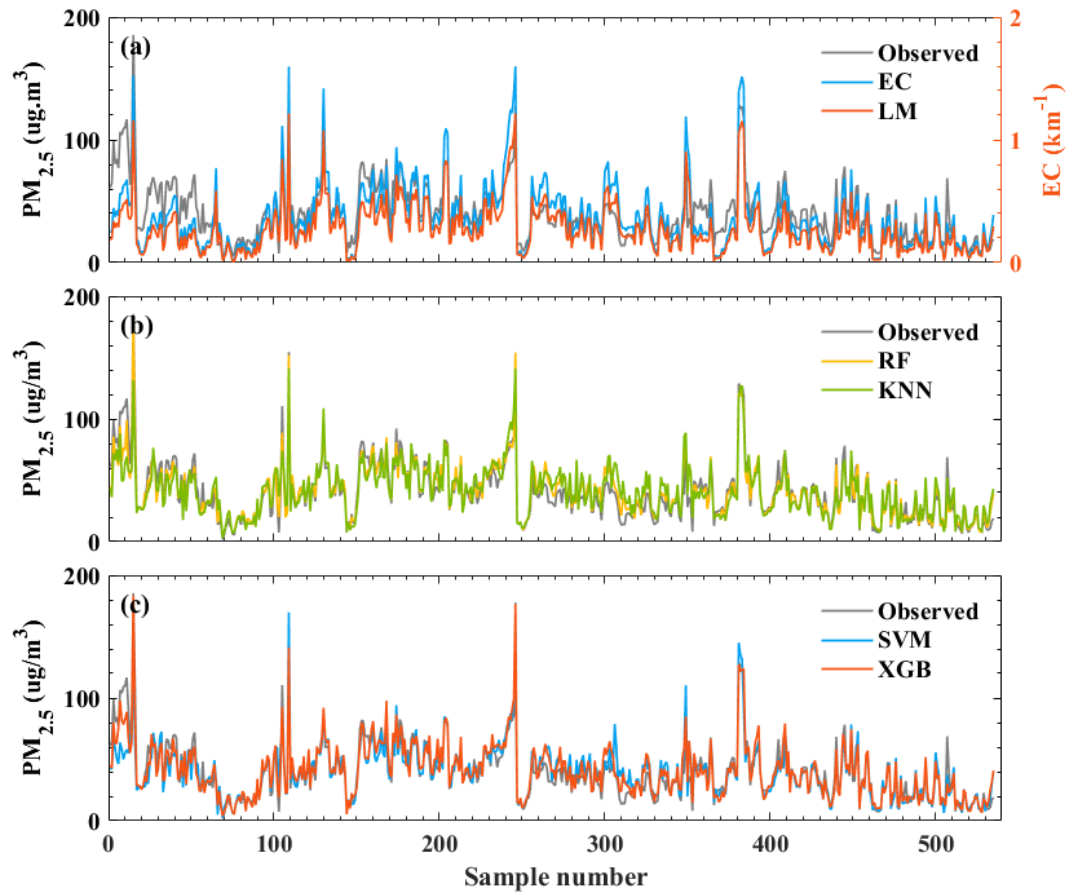 (a)
Observed
EC
LM
PM2.5 (ug.m3)
EC (km-1)
200
100
0
2
1
0
(b)
Observed
RF
KNN
PM2.5 (ug/m3)
200
100
0
(c)
Observed
SVM
XGB
PM2.5 (ug/m3)
200
100
0
0 100 200 300 400 500
Sample number